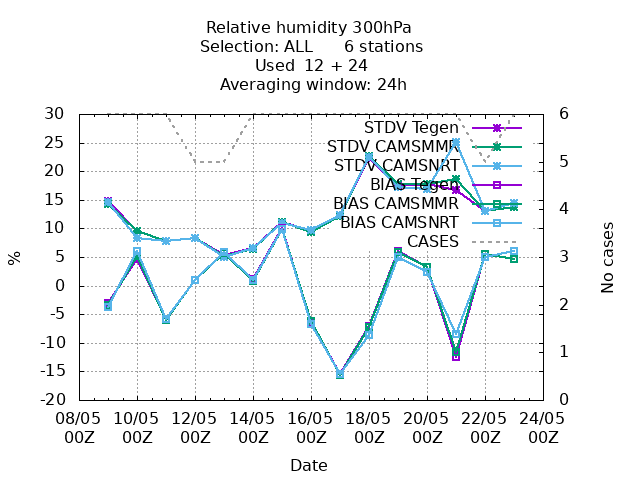 Relative humidity 300hPa
Selection: ALL 6 stations
Used 12 + 24
Averaging window: 24h
30
25
20
15
10
5
0
-5
-10
-15
-20
%
6
5
4
3
2
1
0
No cases
STDV Tegen
STDV CAMSMMR
STDV CAMSNRT
BIAS Tegen
BIAS CAMSMMR
BIAS CAMSNRT
CASES
08/05 10/05 12/05 14/05 16/05 18/05 20/05 22/05 24/05
00Z 00Z 00Z 00Z 00Z 00Z 00Z 00Z 00Z
Date